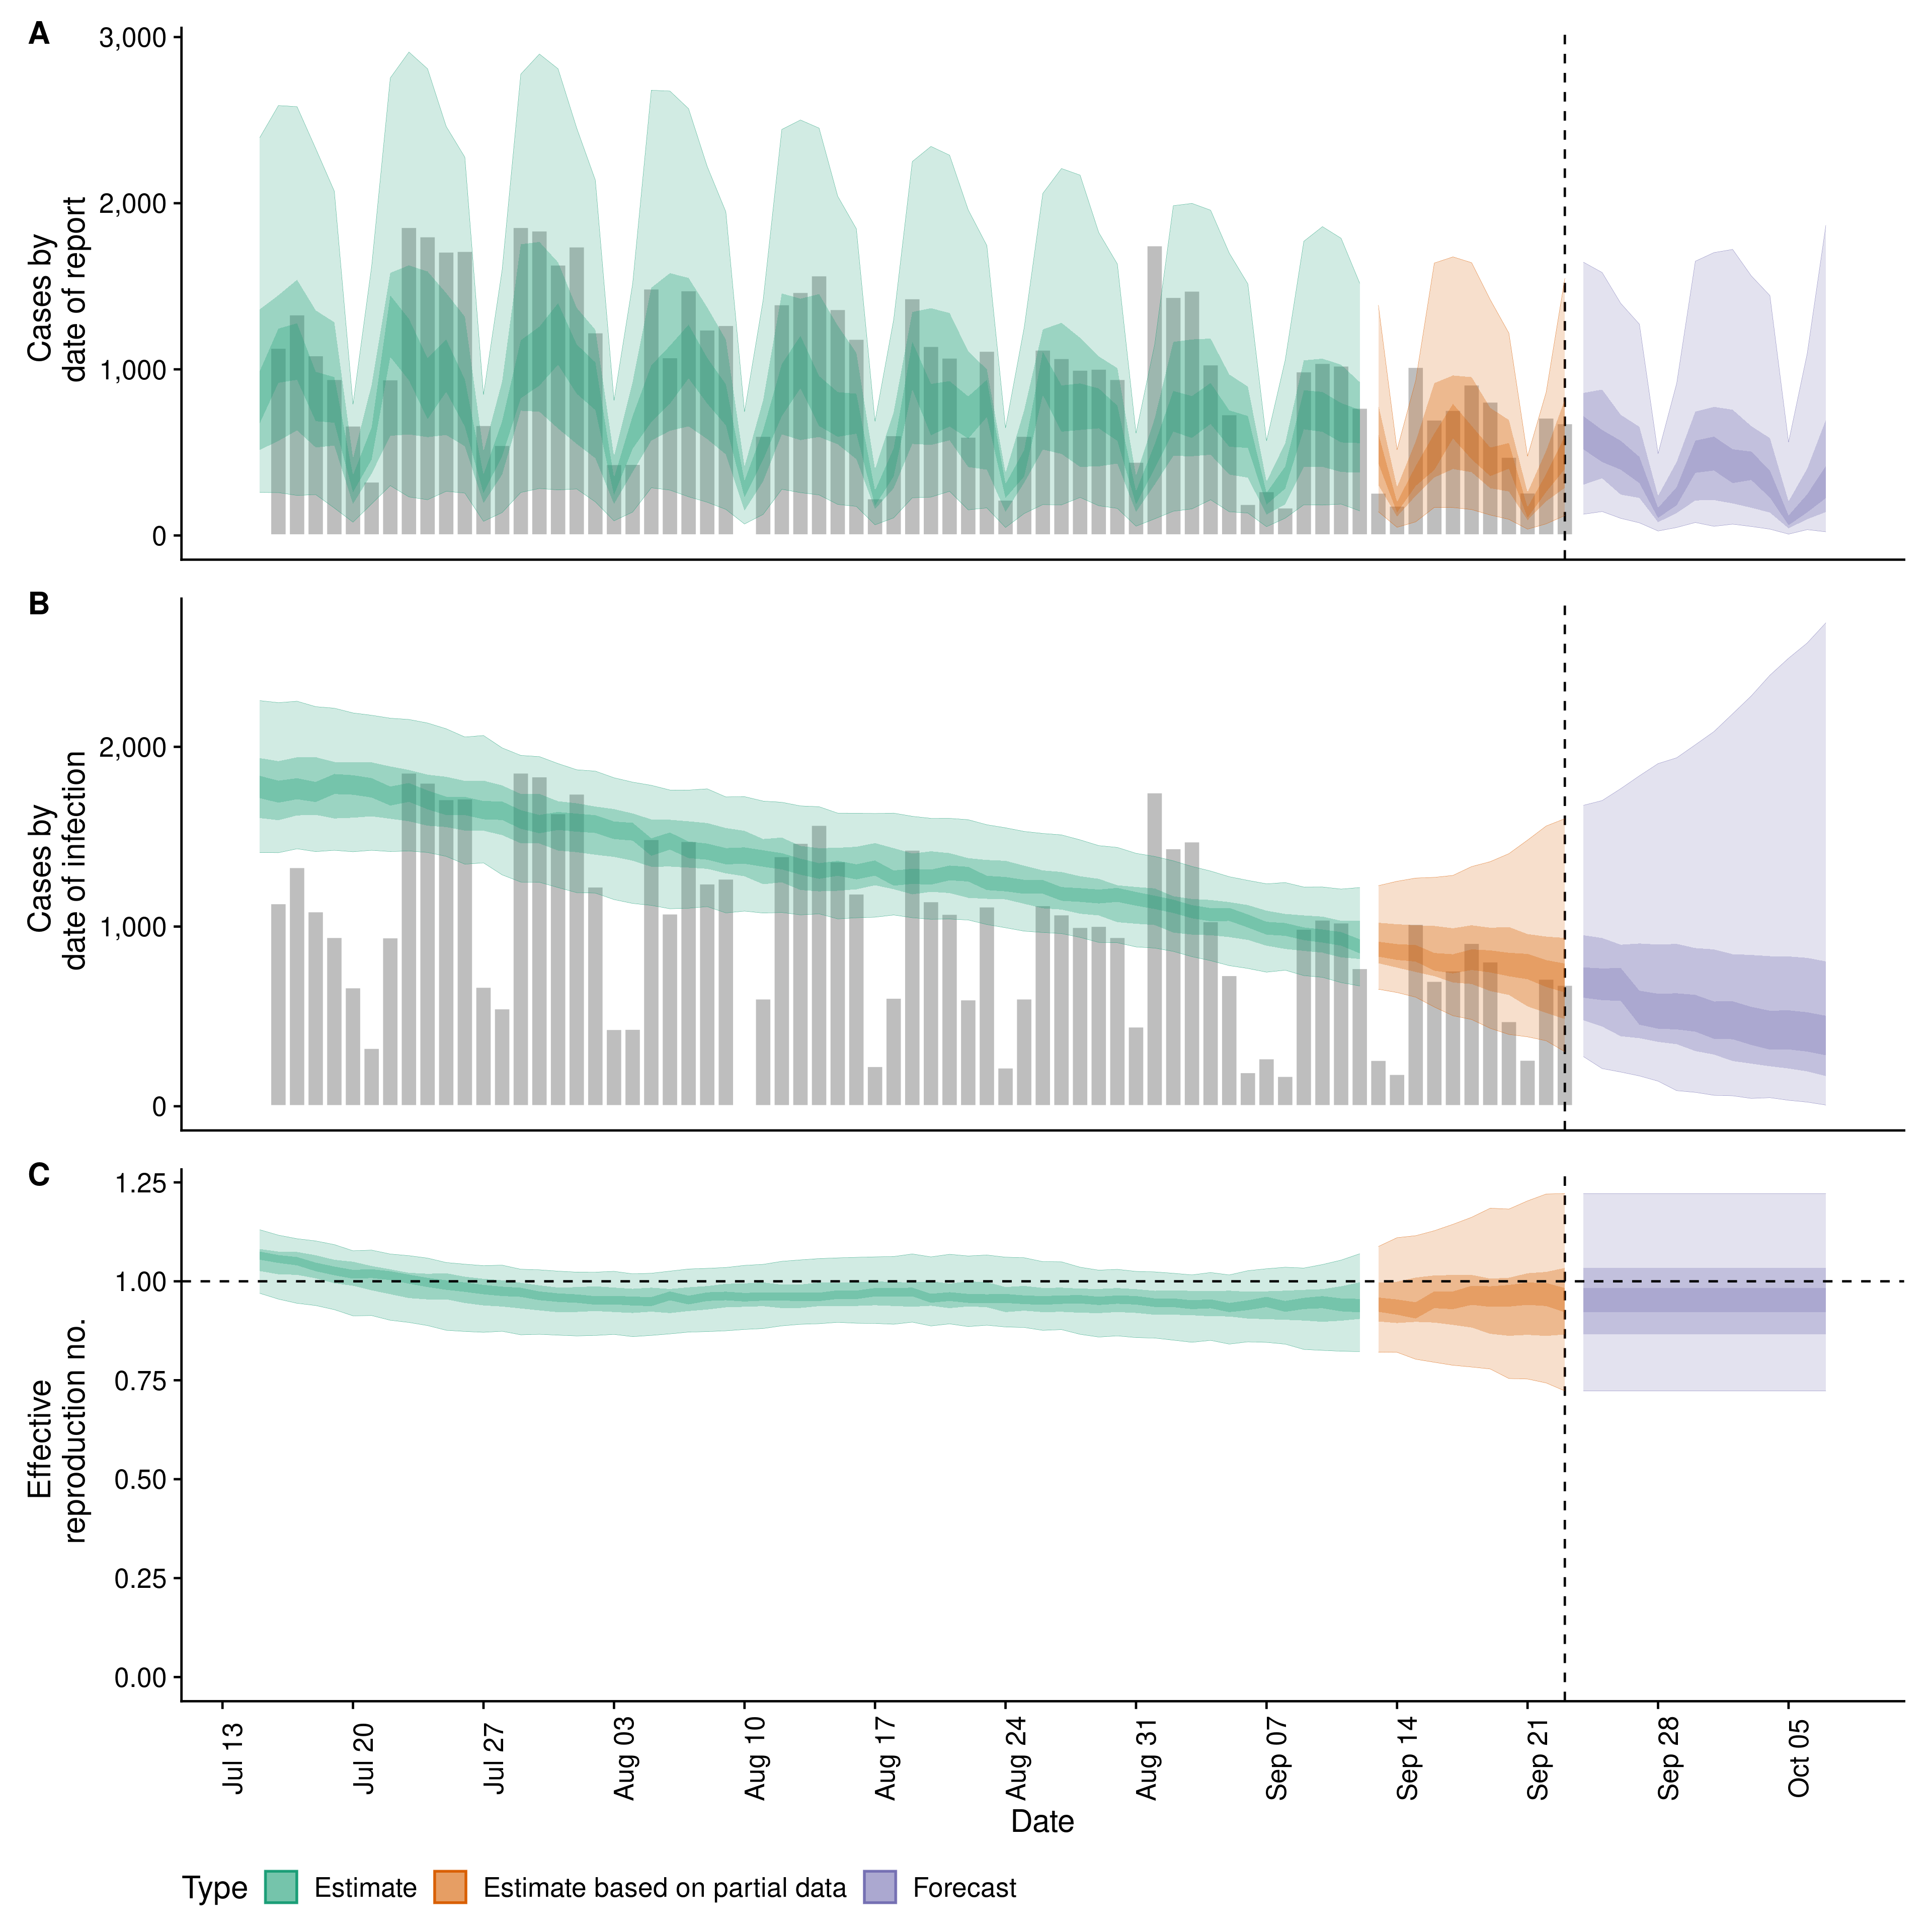 A
Cases by
date of report
3,000
2,000
1,000
0
B
Cases by
date of infection
2,000
1,000
0
C
Effective
reproduction no.
1.25
1.00
0.75
0.50
0.25
0.00
Jul 13
Jul 20
Jul 27
Aug 03
Aug 10
Aug 17
Aug 24
Aug 31
Sep 07
Sep 14
Sep 21
Sep 28
Oct 05
Date
Type Estimate Estimate based on partial data Forecast